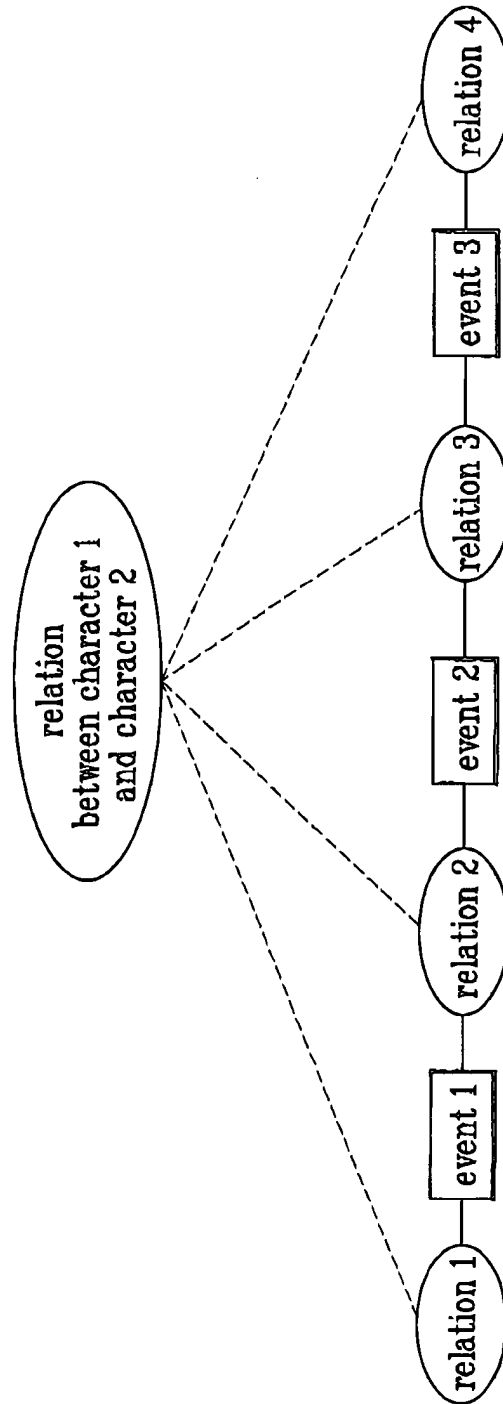 relation
between character 1
and character 2
relation 1
event 1
relation 2
event 2
relation 3
event 3
relation 4